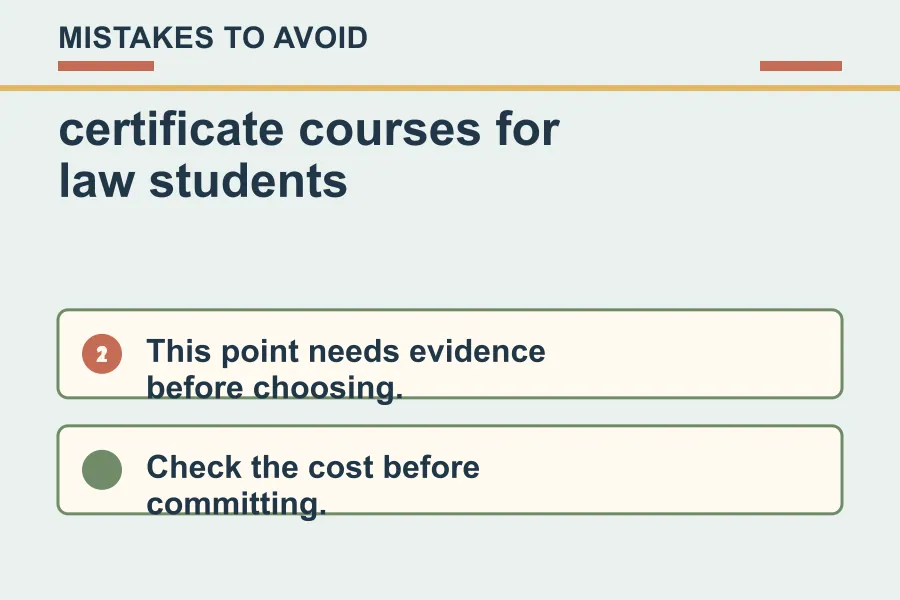 MISTAKES TO AVOID
certificate courses for
law students
2
This point needs evidence
before choosing.
Check the cost before
committing.